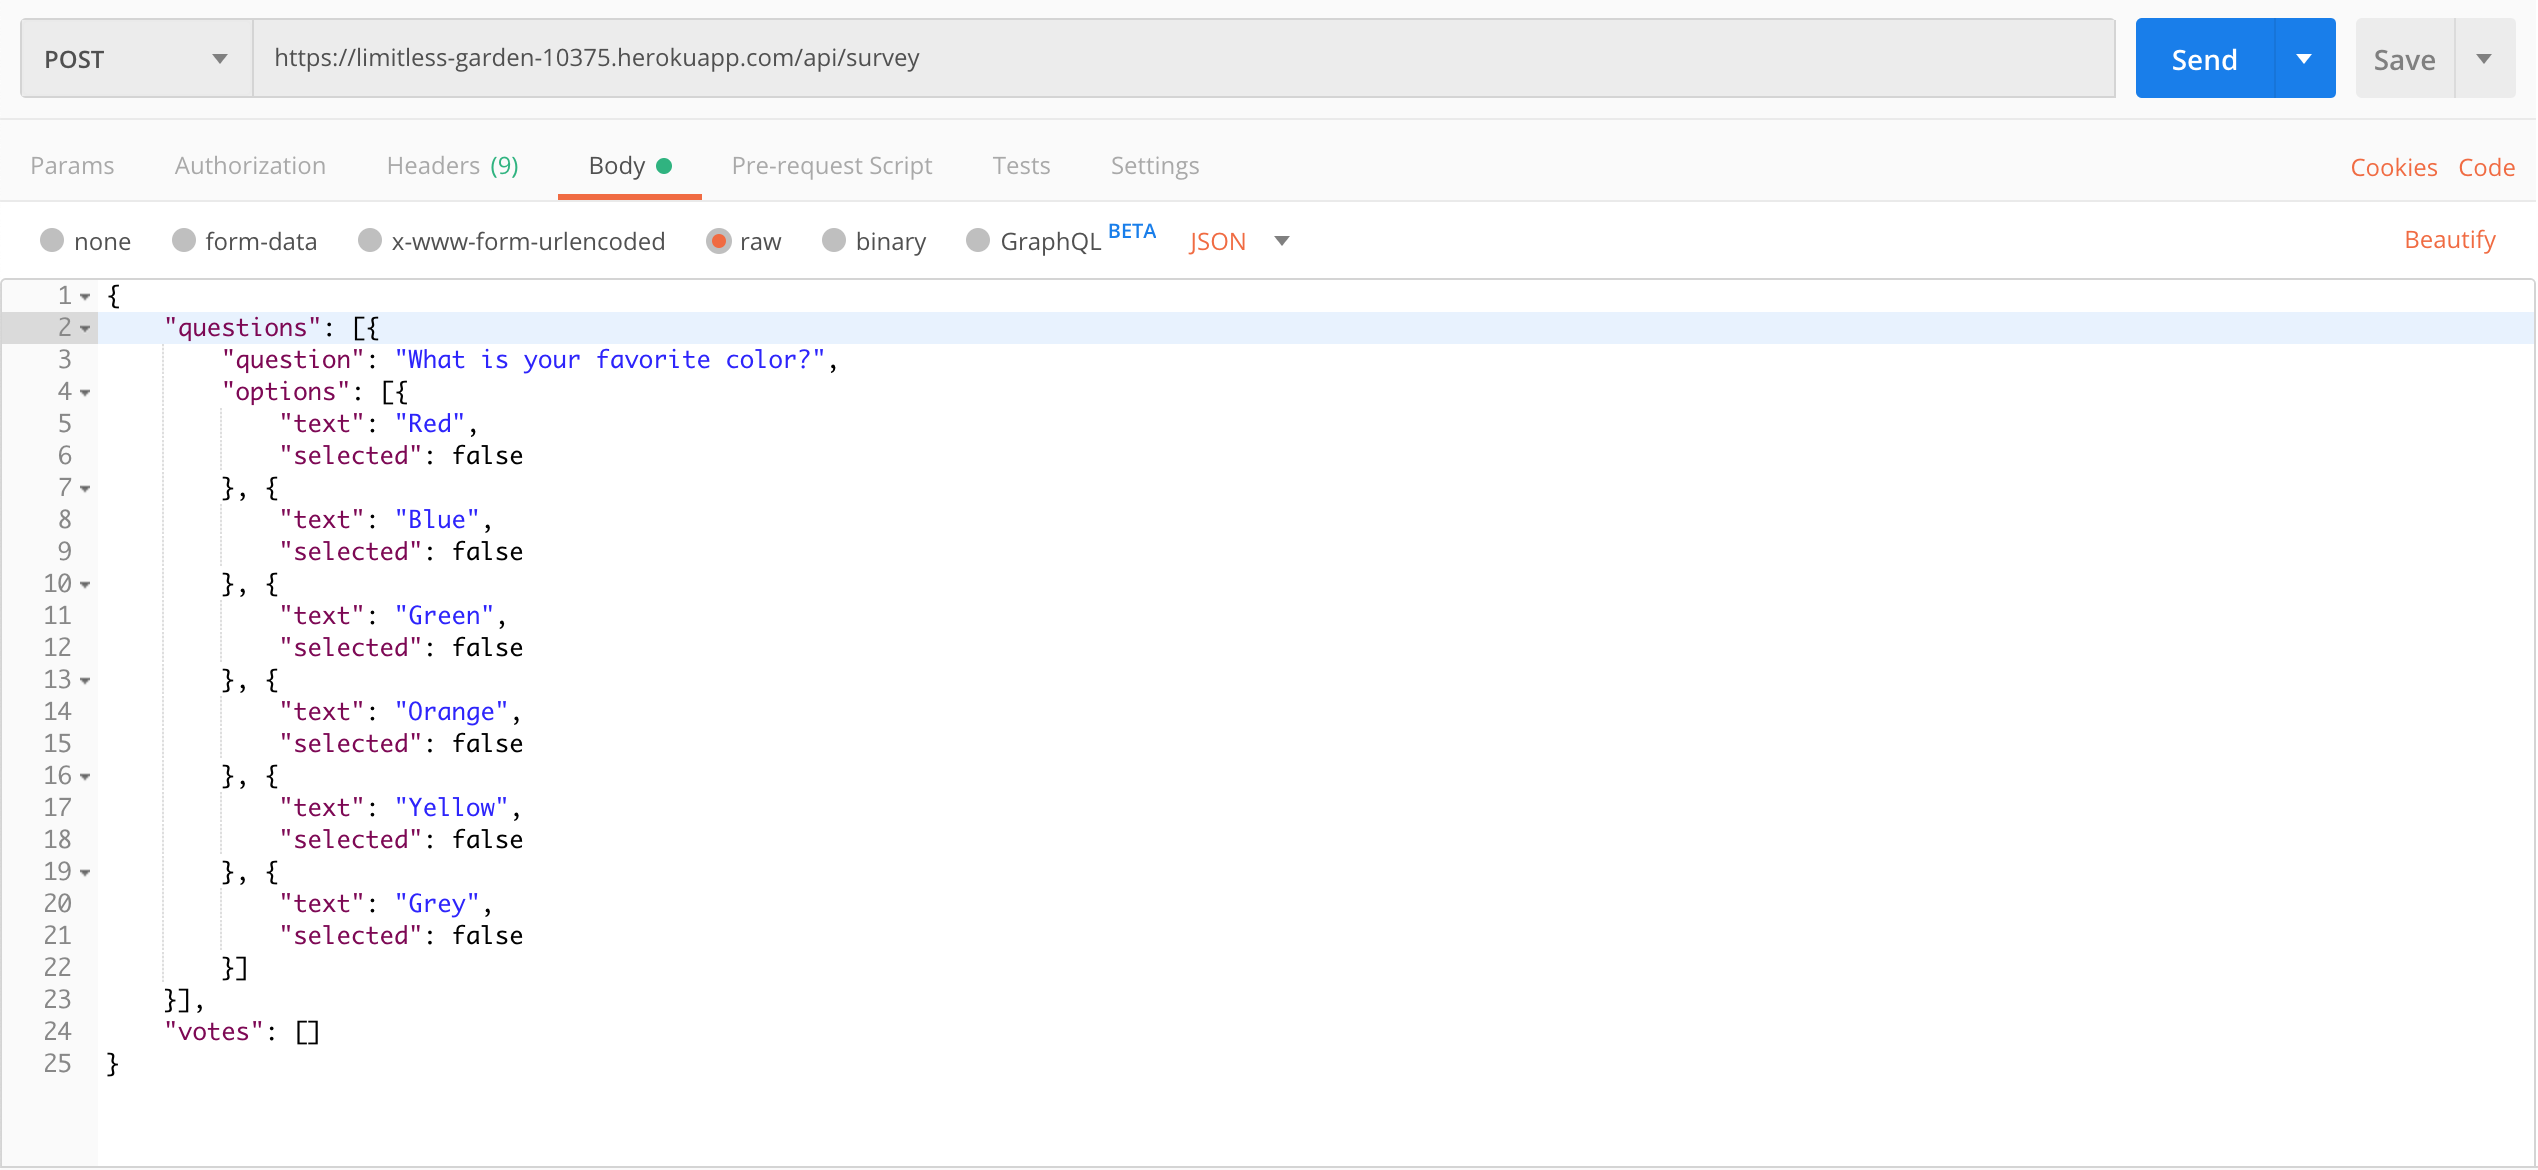 POST https://limitless-garden-10375.herokuapp.com/api/survey Send Save
Params Authorization Headers (9) Body Pre-request Script Tests Settings Cookies Code
none form-data x-www-form-urlencoded raw binary GraphQL BETA JSON Beautify
1 {
2 "questions": [{
3 "question": "What is your favorite color?",
4 "options": [{
5 "text": "Red",
6 "selected": false
7 }, {
8 "text": "Blue",
9 "selected": false
10 }, {
11 "text": "Green",
12 "selected": false
13 }, {
14 "text": "Orange",
15 "selected": false
16 }, {
17 "text": "Yellow",
18 "selected": false
19 }, {
20 "text": "Grey",
21 "selected": false
22 }]
23 }],
24 "votes": []
25 }